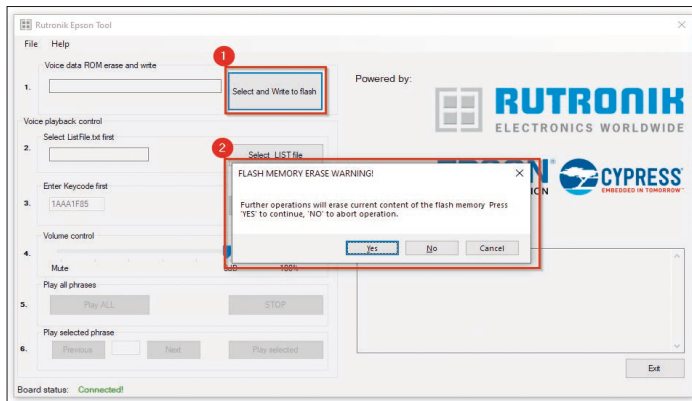 Rutronik Epson Tool
File Help
1
Voice data ROM erase and write
1.
Select and Write to flash
Powered by:
RUTRONIK
ELECTRONICS WORLDWIDE
Voice playback control
Select ListFile.txt first
2.
2
Select LIST file
FLASH MEMORY ERASE WARNING!
Further operations will erase current content of the flash memory Press
'YES' to continue, 'NO' to abort operation.
Yes No Cancel
CYPRESS
EMBEDDED IN TOMORROW
Enter Keycode first
3. 1AAA1F85
Volume control
4.
Mute 0dB 100%
Play all phrases
5. Play ALL STOP
Play selected phrase
6. Previous Next Play selected
Exit
Board status: Connected!